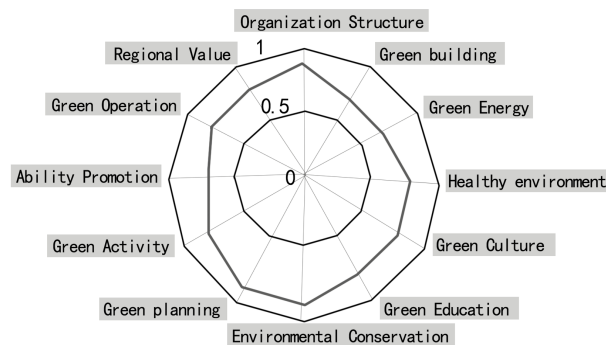 Organization Structure
Regional Value
1
Green building
Green Operation
0.5
Green Energy
Ability Promotion
0
Healthy environment
Green Activity
Green Culture
Green planning
Green Education
Environmental Conservation